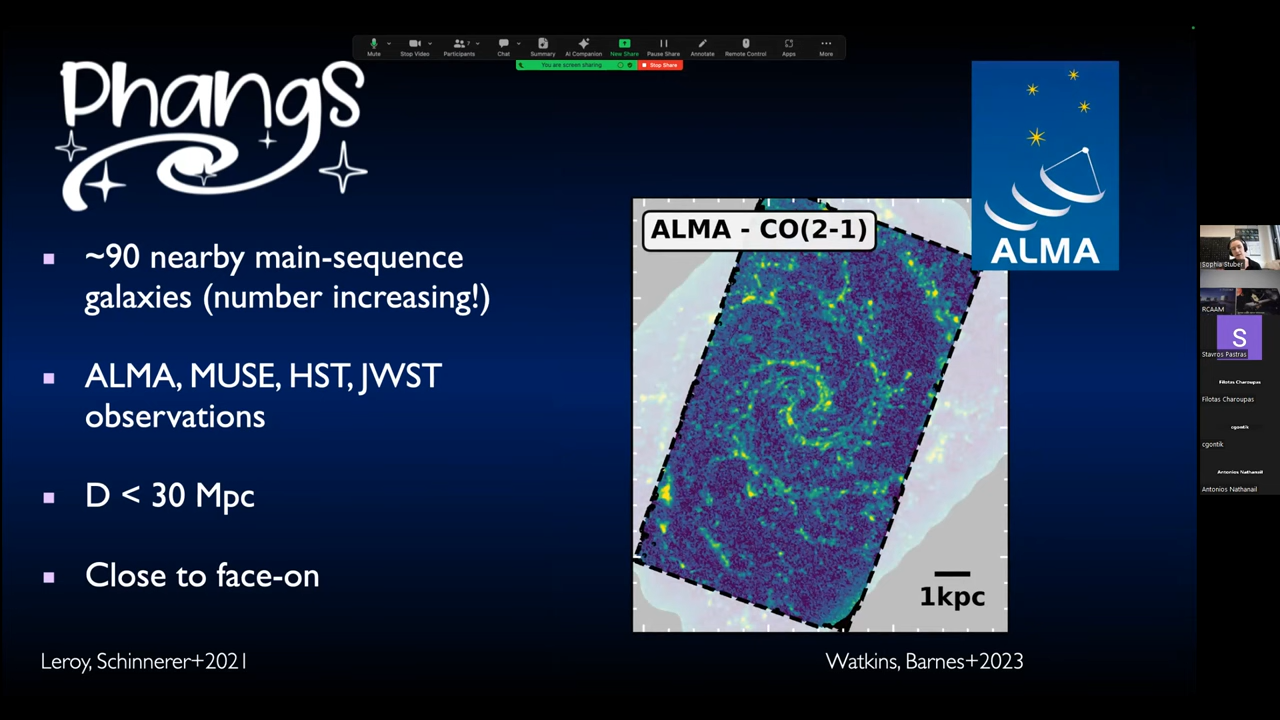 Mute
Stop Video
Participants
7
Chat
Summary
AI Companion
New Share
Pause Share
Annotate
Remote Control
Apps
More
You are screen sharing
Stop Share
Phangs
ALMA
ALMA - CO(2-1)
1kpc
~90 nearby main-sequence
galaxies (number increasing!)
ALMA, MUSE, HST, JWST
observations
D < 30 Mpc
Close to face-on
Leroy, Schinnerer+2021
Watkins, Barnes+2023
Sophia Stuber
RCAAM
S
Stavros Pastras
Filotas Charoupas
Filotas Charoupas
cgontik
cgontik
Antonios Nathanail
Antonios Nathanail